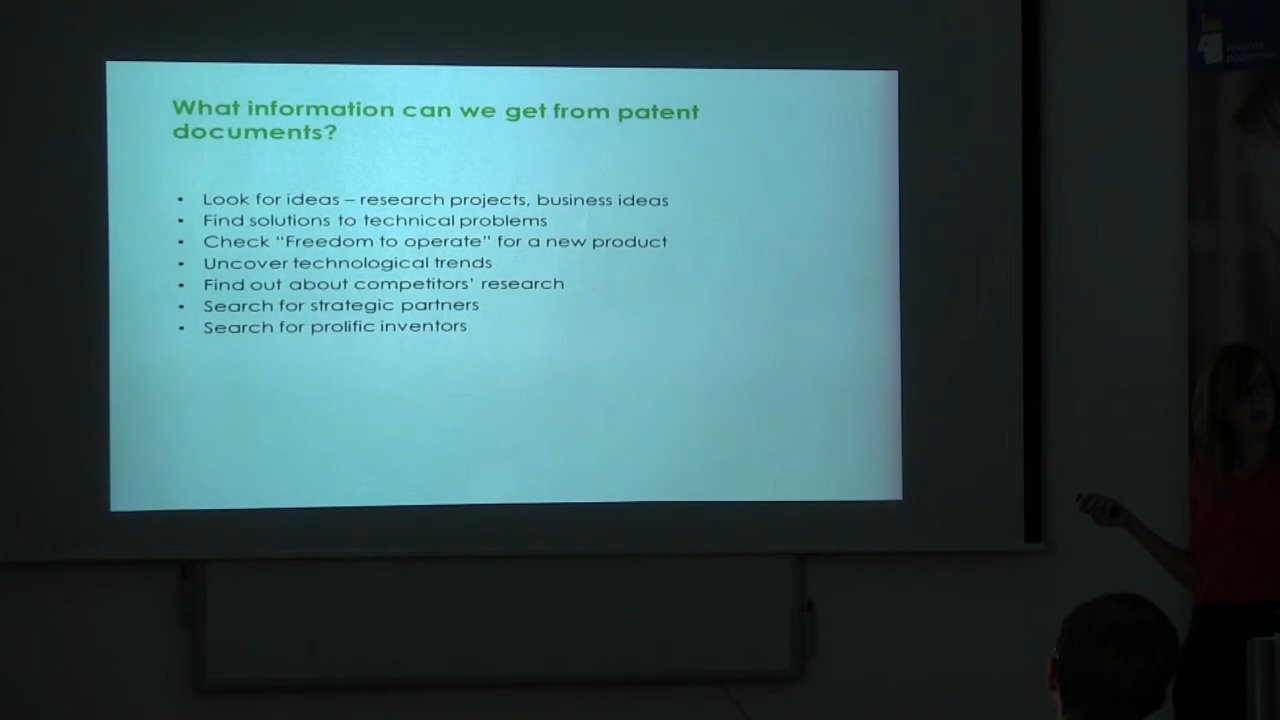 What information can we get from patent
documents?
• Look for ideas – research projects, business ideas
• Find solutions to technical problems
• Check “Freedom to operate” for a new product
• Uncover technological trends
• Find out about competitors’ research
• Search for strategic partners
• Search for prolific inventors